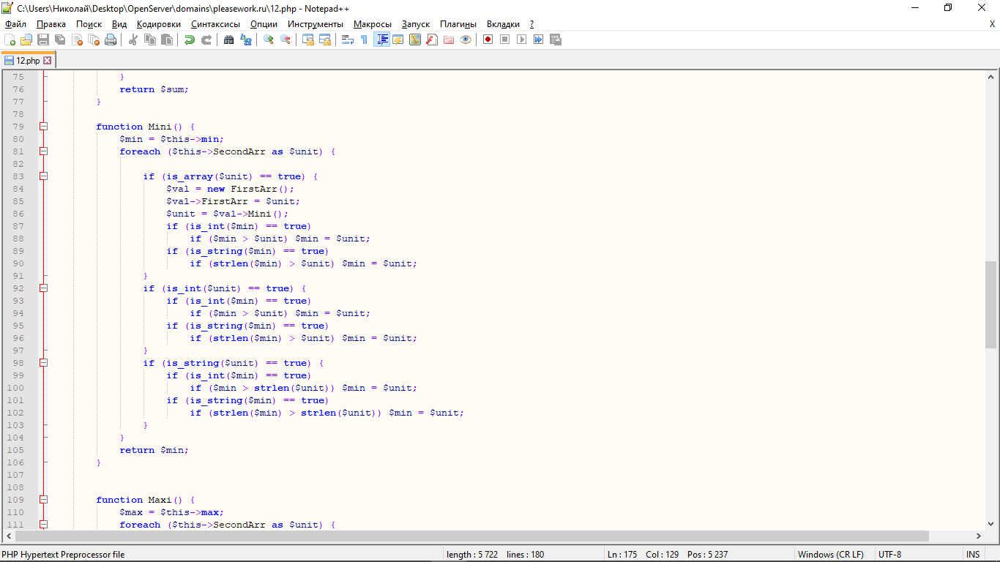 C:\Users\Николай\Desktop\OpenServer\domains\pleasework.ru\12.php - Notepad++
Файл Правка Поиск Вид Кодировки Синтаксисы Опции Инструменты Макросы Запуск Плагины Вкладки ? X
12.php
75 }
76 return $sum;
77 }
78
79 function Mini() {
80 $min = $this->min;
81 foreach ($this->SecondArr as $unit) {
82
83 if (is_array($unit) == true) {
84 $val = new FirstArr();
85 $val->FirstArr = $unit;
86 $unit = $val->Mini();
87 if (is_int($min) == true)
88 if ($min > $unit) $min = $unit;
89 if (is_string($min) == true)
90 if (strlen($min) > $unit) $min = $unit;
91 }
92 if (is_int($unit) == true) {
93 if (is_int($min) == true)
94 if ($min > $unit) $min = $unit;
95 if (is_string($min) == true)
96 if (strlen($min) > $unit) $min = $unit;
97 }
98 if (is_string($unit) == true) {
99 if (is_int($min) == true)
100 if ($min > strlen($unit)) $min = $unit;
101 if (is_string($min) == true)
102 if (strlen($min) > strlen($unit)) $min = $unit;
103 }
104 }
105 return $min;
106 }
107
108
109 function Maxi() {
110 $max = $this->max;
111 foreach ($this->SecondArr as $unit) {
PHP Hypertext Preprocessor file length : 5 722 lines : 180 Ln : 175 Col : 129 Pos : 5 237 Windows (CR LF) UTF-8 INS